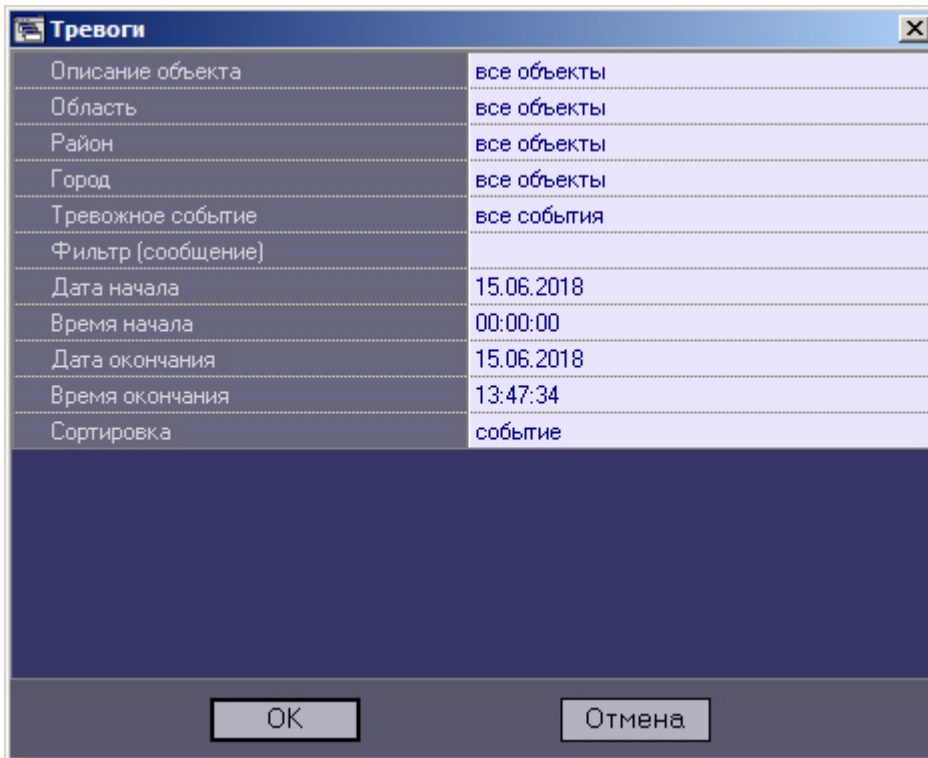 Тревоги
Описание объекта все объекты
Область все объекты
Район все объекты
Город все объекты
Тревожное событие все события
Фильтр (сообщение)
Дата начала 15.06.2018
Время начала 00:00:00
Дата окончания 15.06.2018
Время окончания 13:47:34
Сортировка событие
OK Отмена